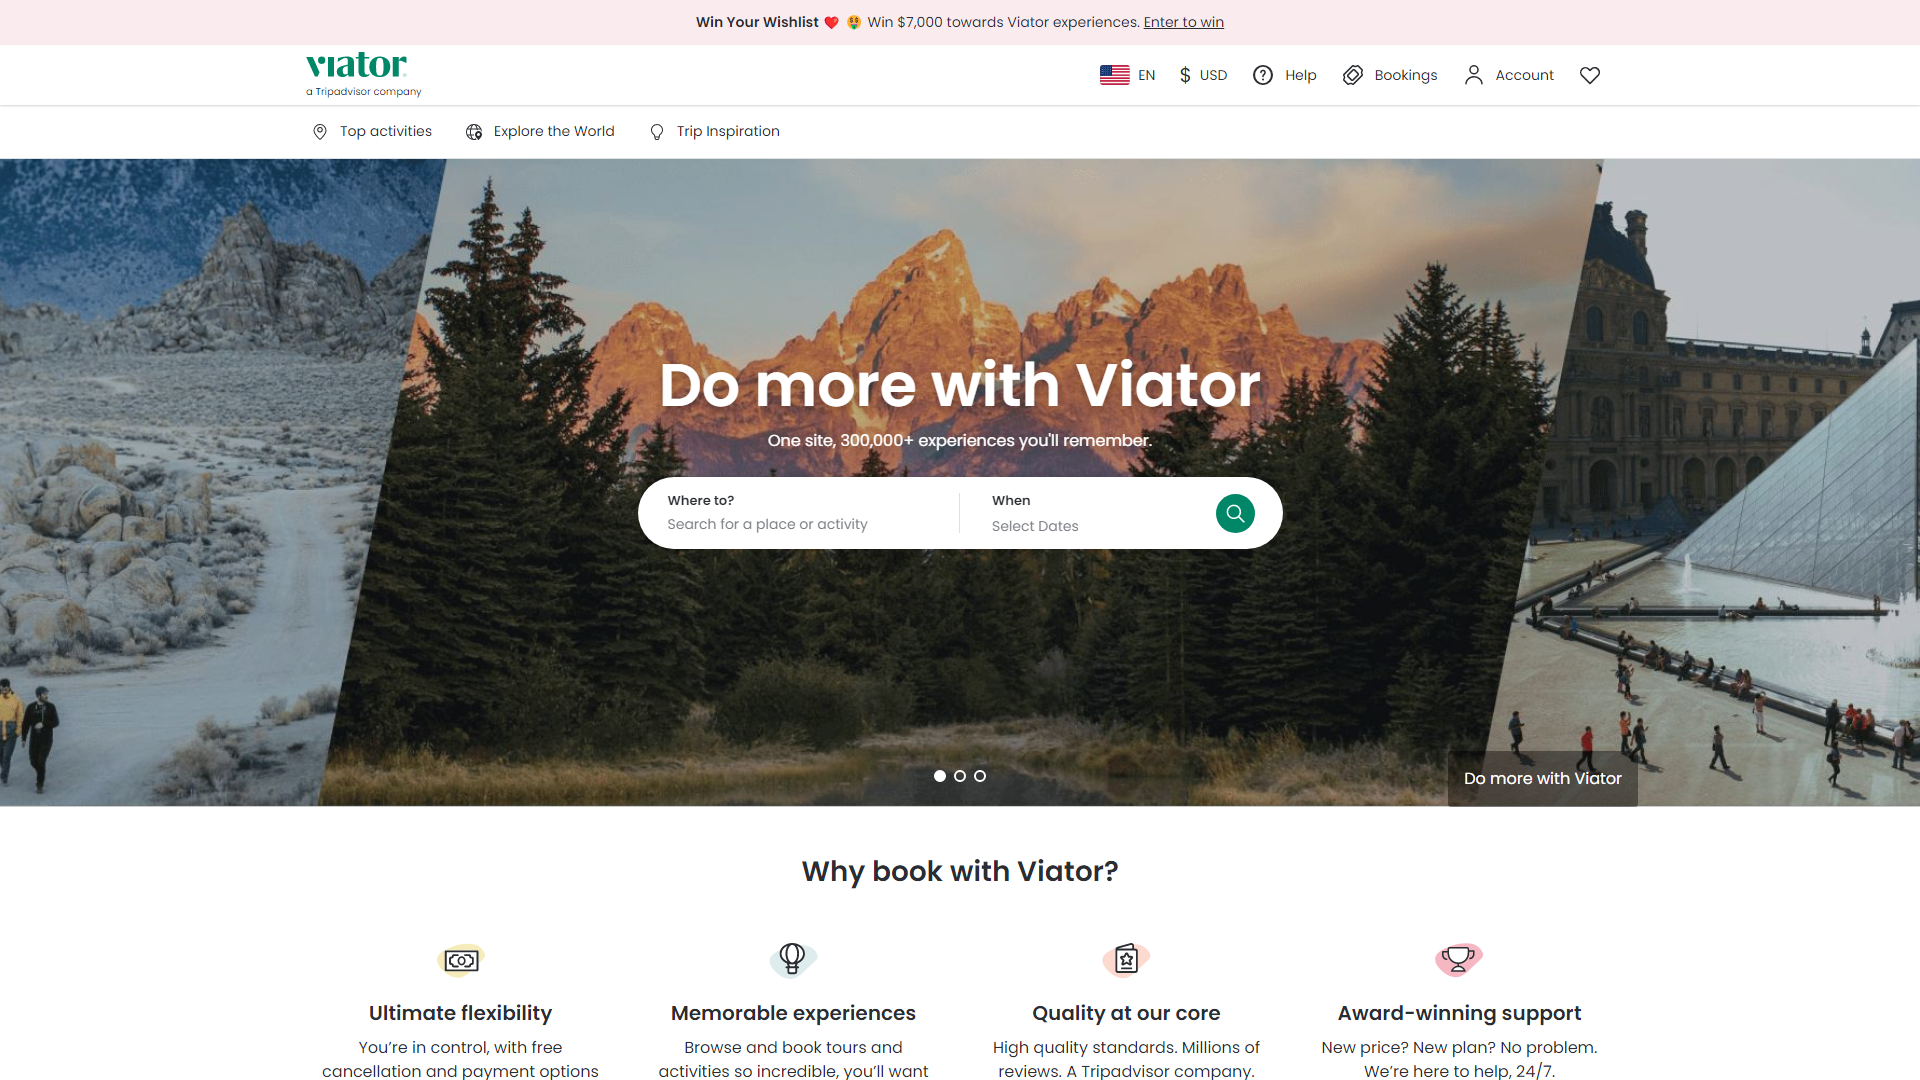 Win Your Wishlist ❤️ 🤑 Win $7,000 towards Viator experiences. Enter to win
viator
a Tripadvisor company
EN
$ USD
Help
Bookings
Account
Top activities
Explore the World
Trip Inspiration
Do more with Viator
One site, 300,000+ experiences you'll remember.
Where to?
Search for a place or activity
When
Select Dates
Do more with Viator
Why book with Viator?
Ultimate flexibility
You’re in control, with free
cancellation and payment options
Memorable experiences
Browse and book tours and
activities so incredible, you’ll want
Quality at our core
High quality standards. Millions of
reviews. A Tripadvisor company.
Award-winning support
New price? New plan? No problem.
We’re here to help, 24/7.